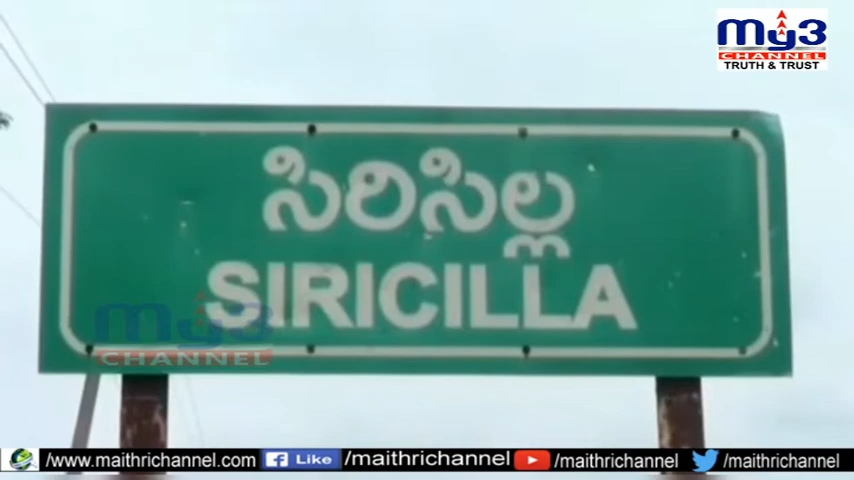 my3
CHANNEL
TRUTH & TRUST
సిరిసిల్ల
SIRICILLA
my3
CHANNEL
/www.maithrichannel.com f Like /maithrichannel /maithrichannel /maithrichannel